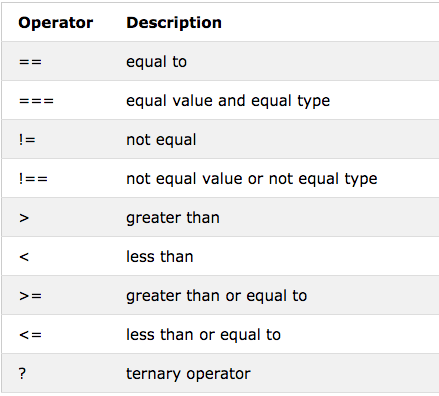 Operator Description
== equal to
=== equal value and equal type
!= not equal
!== not equal value or not equal type
> greater than
< less than
>= greater than or equal to
<= less than or equal to
? ternary operator